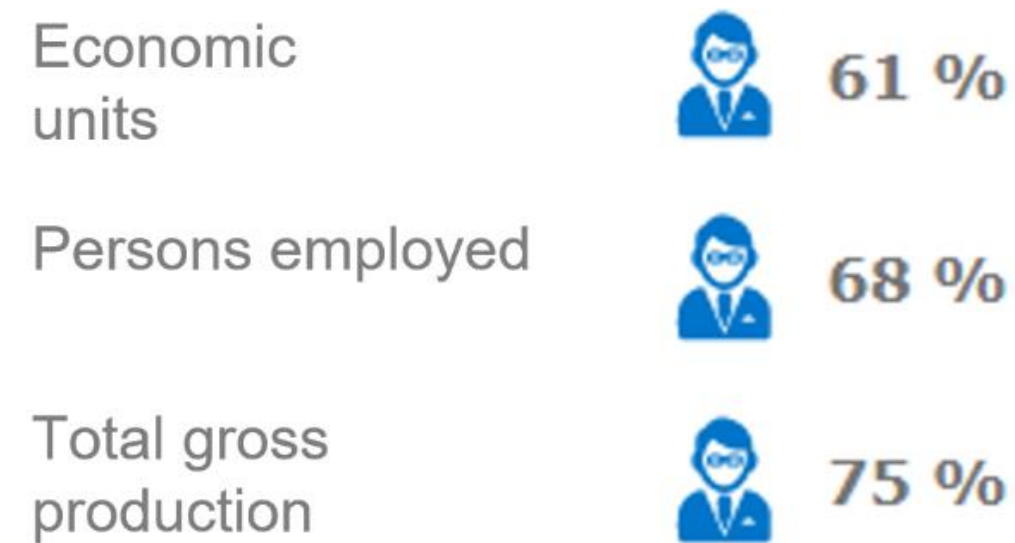 Economic
units
61 %
Persons employed
68 %
Total gross
production
75 %